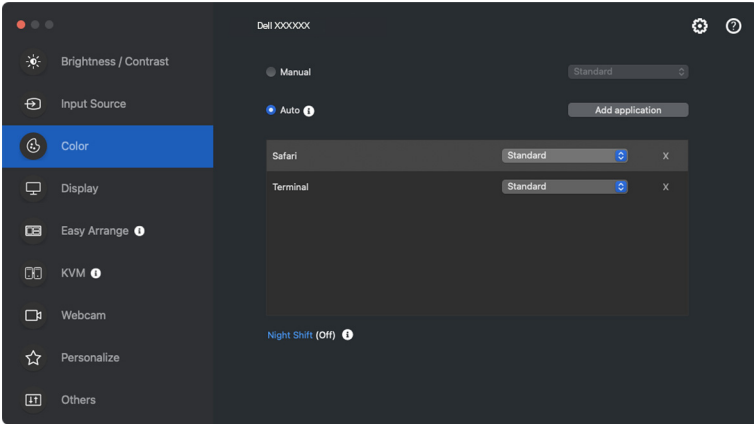 Dell XXXXXX
Brightness / Contrast
Input Source
Color
Display
Easy Arrange
KVM
Webcam
Personalize
Others
Manual
Standard
Auto
Add application
Safari
Standard
X
Terminal
Standard
X
Night Shift (Off)